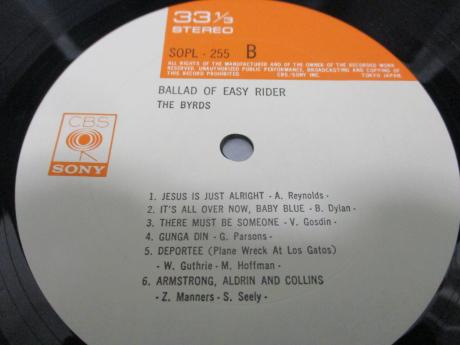 33 1/3
STEREO
SOPL-255 B
ALL RIGHTS OF THE MANUFACTURED AND OF THE OWNER OF THE RECORDED WORK
RESERVED. UNAUTHORIZED PUBLIC PERFORMANCE, BROADCASTING AND COPYING OF
THIS RECORD PROHIBITED CBS/SONY INC. TOKYO JAPAN
BALLAD OF EASY RIDER
THE BYRDS
CBS
SONY
1. JESUS IS JUST ALRIGHT - A. Reynolds -
2. IT'S ALL OVER NOW, BABY BLUE - B. Dylan -
3. THERE MUST BE SOMEONE - V. Gosdin -
4. GUNGA DIN - G. Parsons -
5. DEPORTEE (Plane Wreck At Los Gatos)
- W. Guthrie - M. Hoffman -
6. ARMSTRONG, ALDRIN AND COLLINS
- Z. Manners - S. Seely -